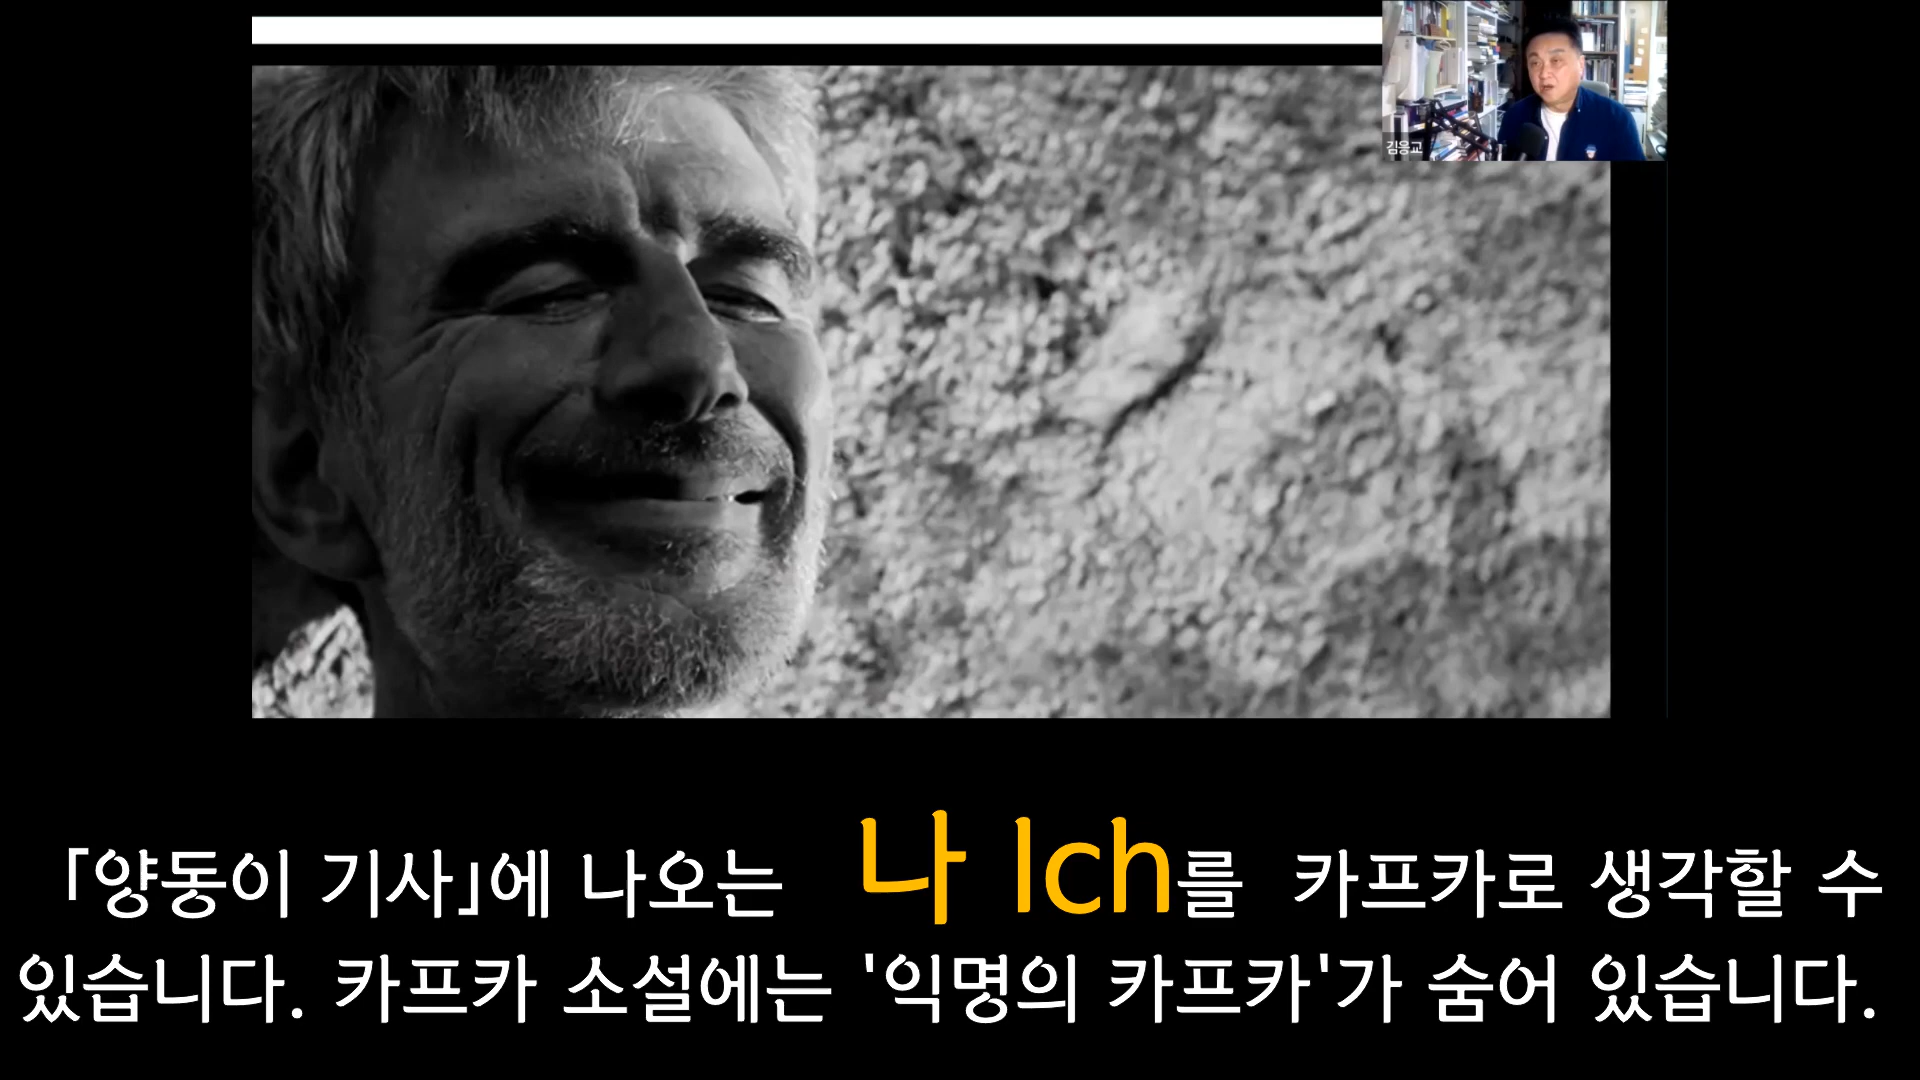 김응교
「양동이 기사」에 나오는 나 Ich를 카프카로 생각할 수
있습니다. 카프카 소설에는 '익명의 카프카'가 숨어 있습니다.